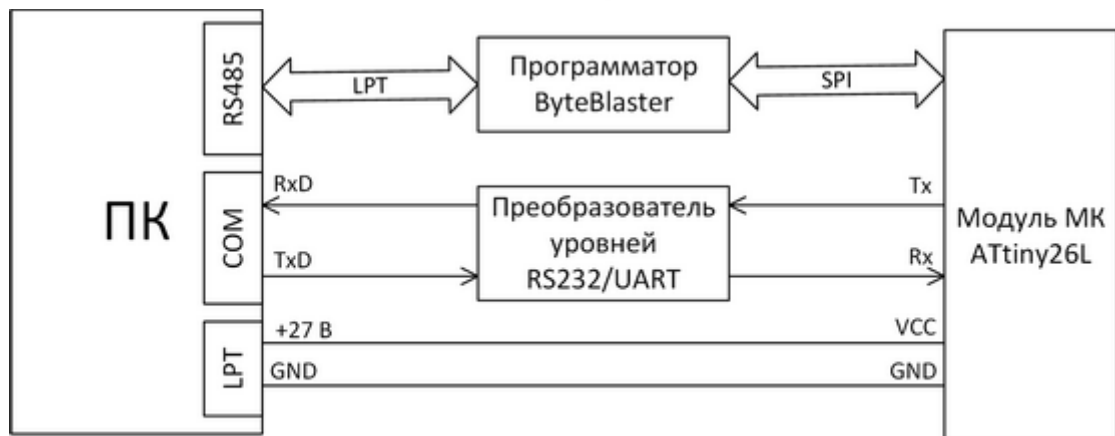 ПК
RS485
COM
LPT
LPT
Программатор
ByteBlaster
SPI
RxD
TxD
Преобразователь
уровней
RS232/UART
Tx
Rx
+27 В
GND
VCC
GND
Модуль МК
ATtiny26L